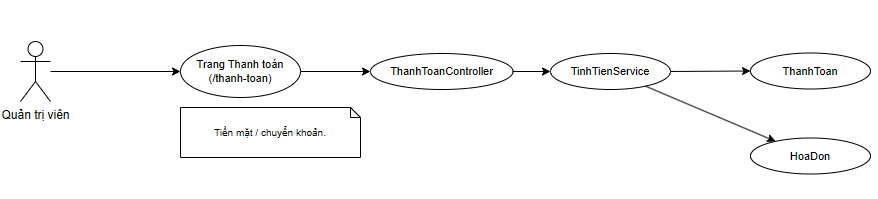 Quản trị viên
Trang Thanh toán
(/thanh-toan)
Tiền mặt / chuyển khoản.
ThanhToanController
TinhTienService
ThanhToan
HoaDon